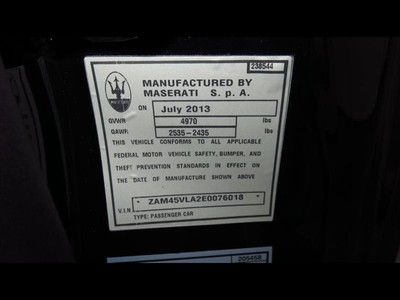 238544
MANUFACTURED BY
MASERATI S. p. A.
MASERATI
ON July 2013
GVWR 4970 lbs
GAWR: 2535-2435 lbs
THIS VEHICLE CONFORMS TO ALL APPLICABLE
FEDERAL MOTOR VEHICLE SAFETY, BUMPER, AND
THEFT PREVENTION STANDARDS IN EFFECT ON
THE DATE OF MANUFACTURE SHOWN ABOVE
V.I.N ZAM45VLA2E0076018
TYPE: PASSENGER CAR